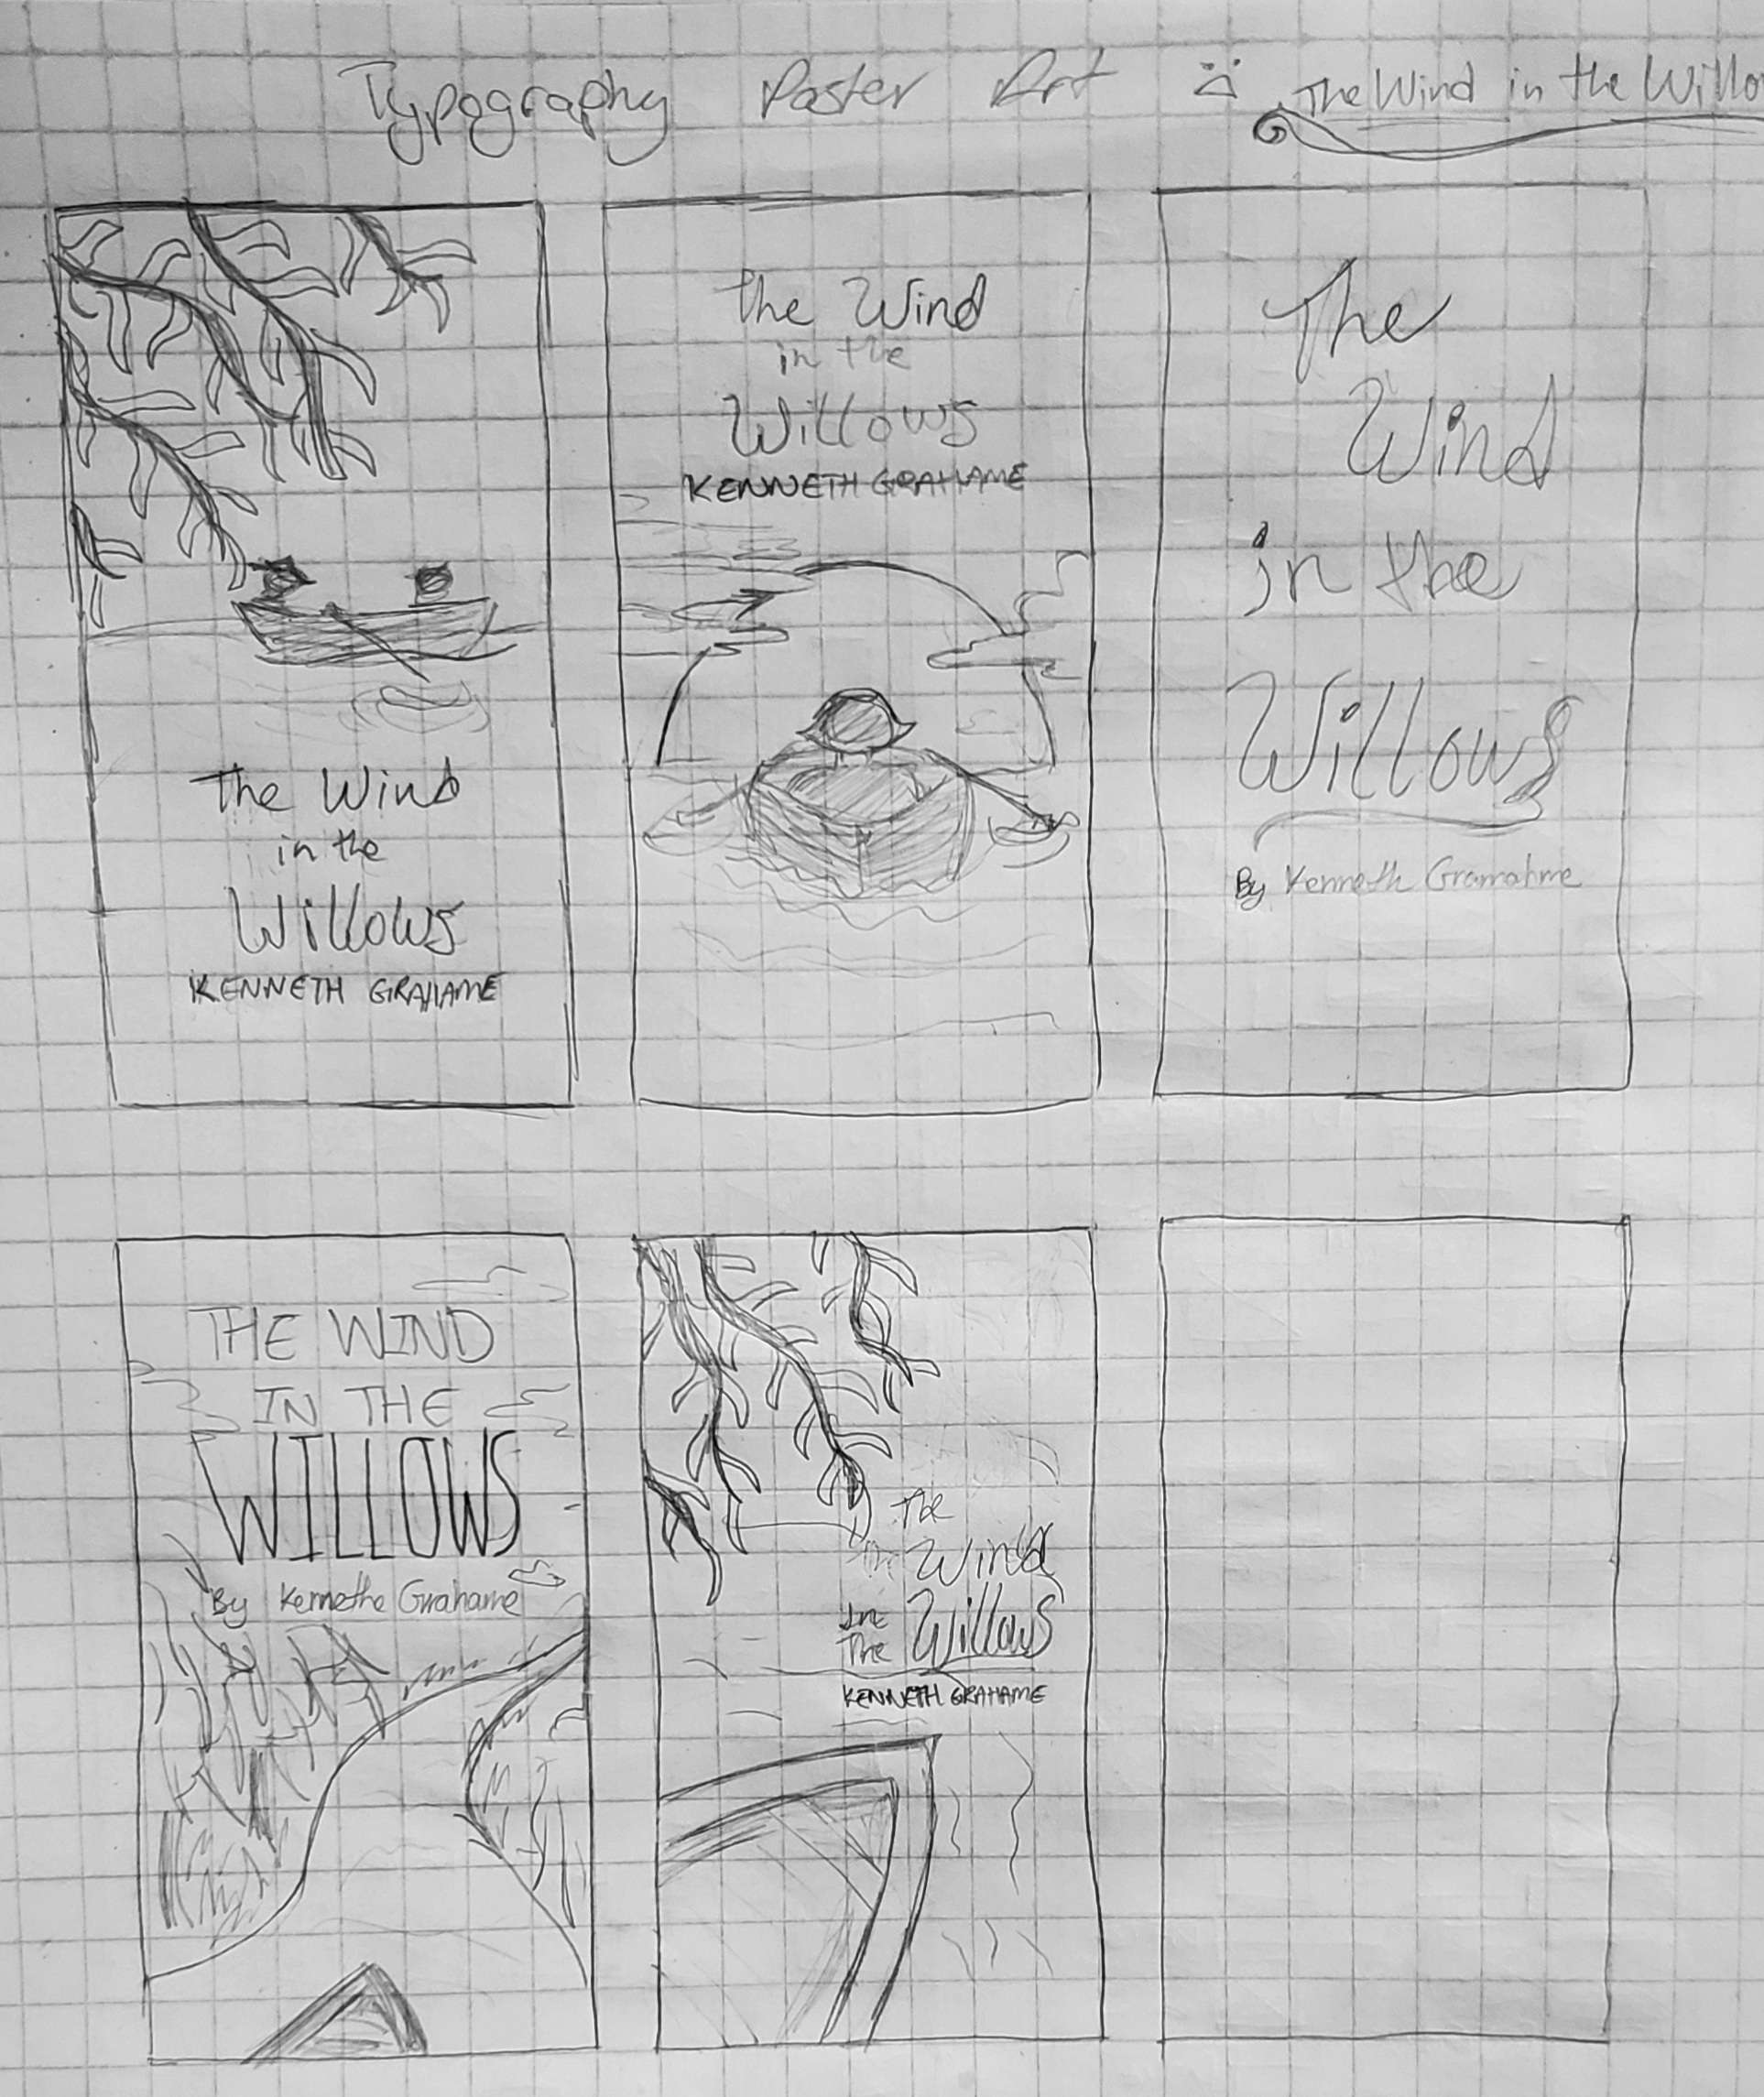 Typography Poster Art
The Wind in the Willo
The Wind
in the
Willows
KENNETH GRAHAME
the Wind
in the
Willows
KENNETH GRAHAME
The
Wind
in the
Willows
By Kenneth Gramahme
THE WIND
IN THE
WILLOWS
By Kennethe Grahame
The
Wind
In
The Willows
KENNETH GRAHAME